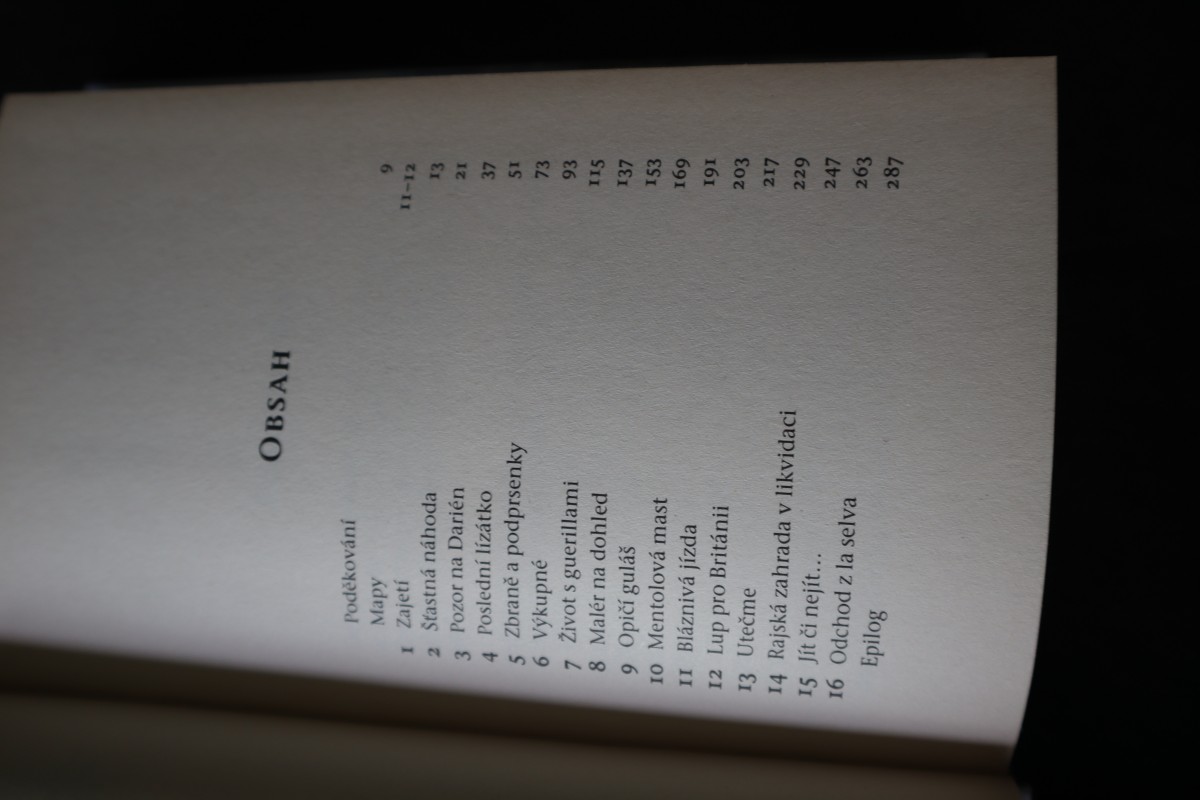 OBSAH
Poděkování 9
Mapy 11–12
1 Zajetí 13
2 Šťastná náhoda 21
3 Pozor na Darién 37
4 Poslední lízátko 51
5 Zbraně a podprsenky 73
6 Výkupné 93
7 Život s guerillami 115
8 Malér na dohled 137
9 Opičí guláš 153
10 Mentolová mast 169
11 Bláznivá jízda 191
12 Lup pro Británii 203
13 Utečme 217
14 Rajská zahrada v likvidaci 229
15 Jít či nejít... 247
16 Odchod z la selva 263
Epilog 287